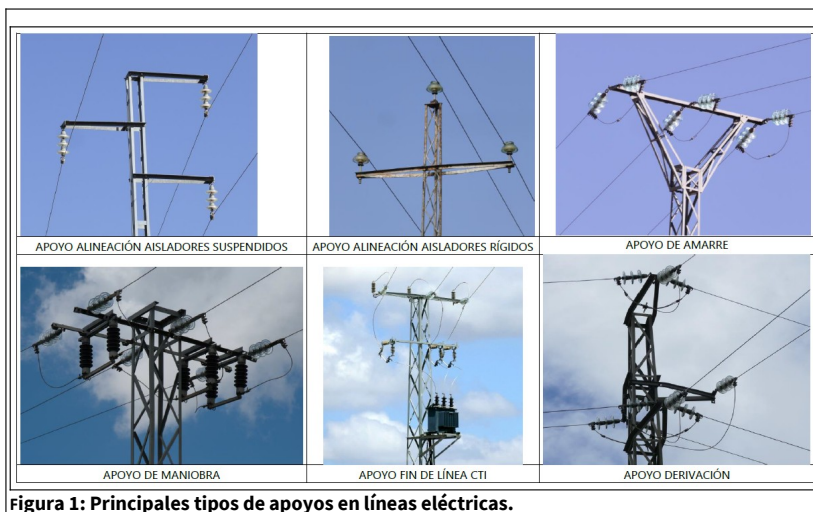 APOYO ALINEACIÓN AISLADORES SUSPENDIDOS
APOYO ALINEACIÓN AISLADORES RÍGIDOS
APOYO DE AMARRE
APOYO DE MANIOBRA
APOYO FIN DE LÍNEA CTI
APOYO DERIVACIÓN
Figura 1: Principales tipos de apoyos en líneas eléctricas.